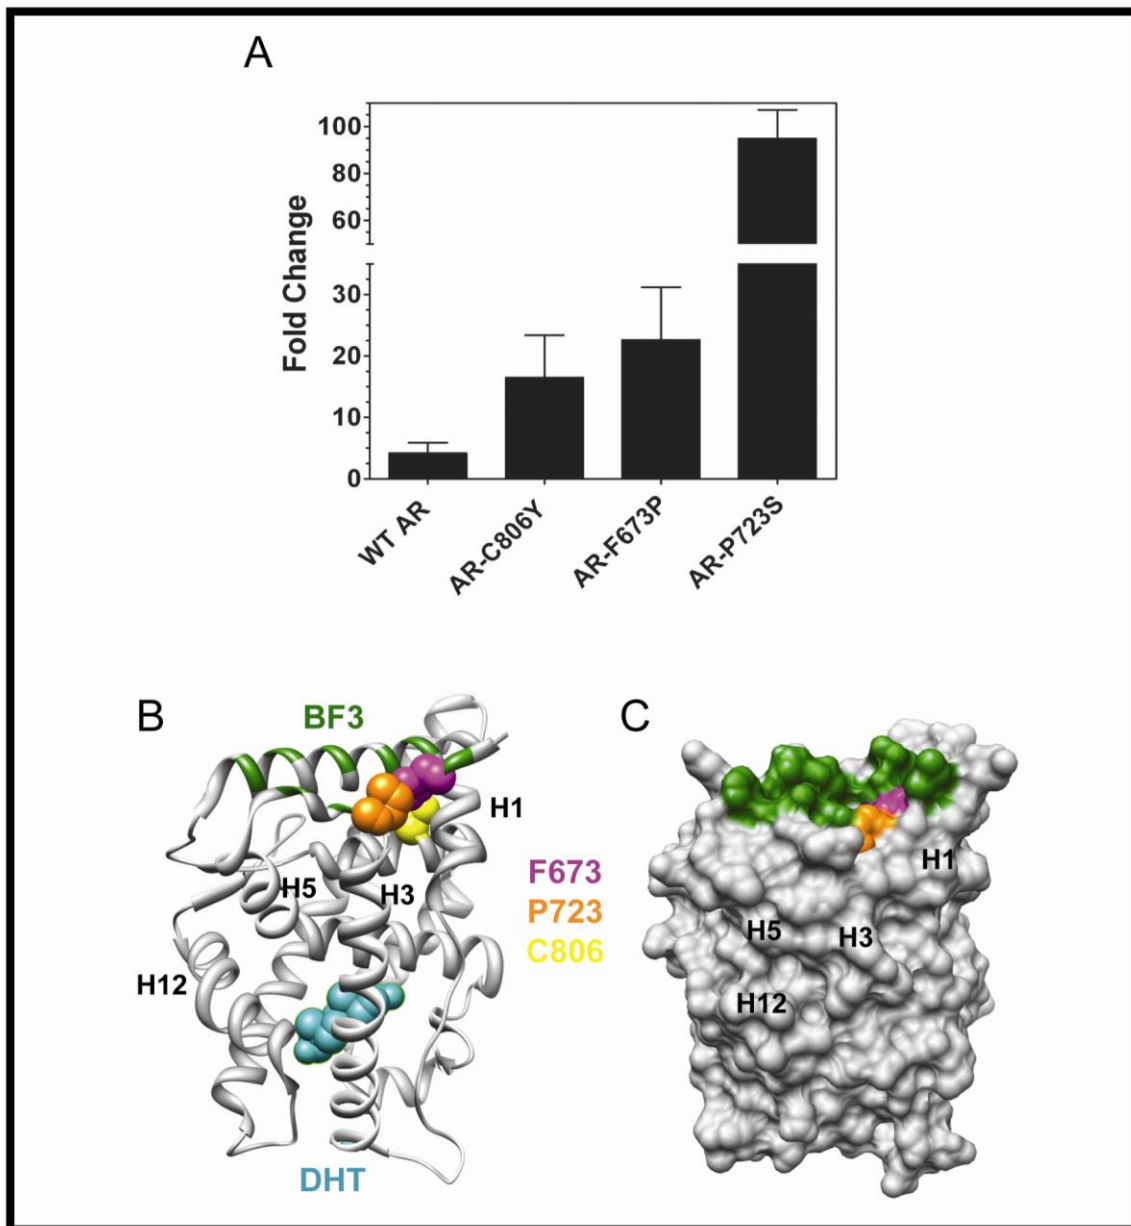 A
Fold Change
100
80
60
30
20
10
0
WT AR
AR-C806Y
AR-F673P
AR-P723S
B
BF3
H1
H5
H3
H12
DHT
F673
P723
C806
C
H1
H5
H3
H12